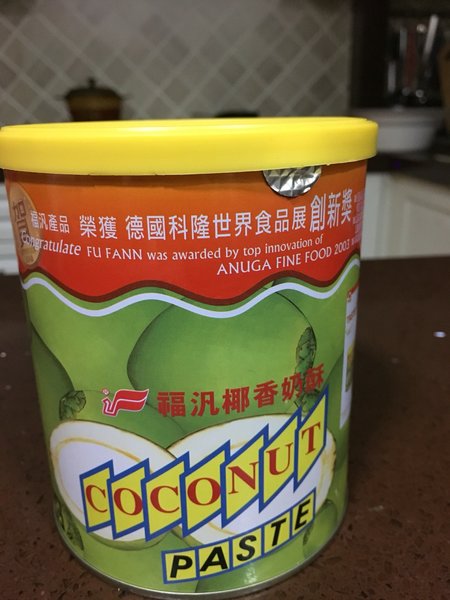 福汎產品 榮獲 德國科隆世界食品展創新獎
Congratulate FU FANN was awarded by top innovation of
ANUGA FINE FOOD 2003
福汎椰香奶酥
COCONUT
PASTE